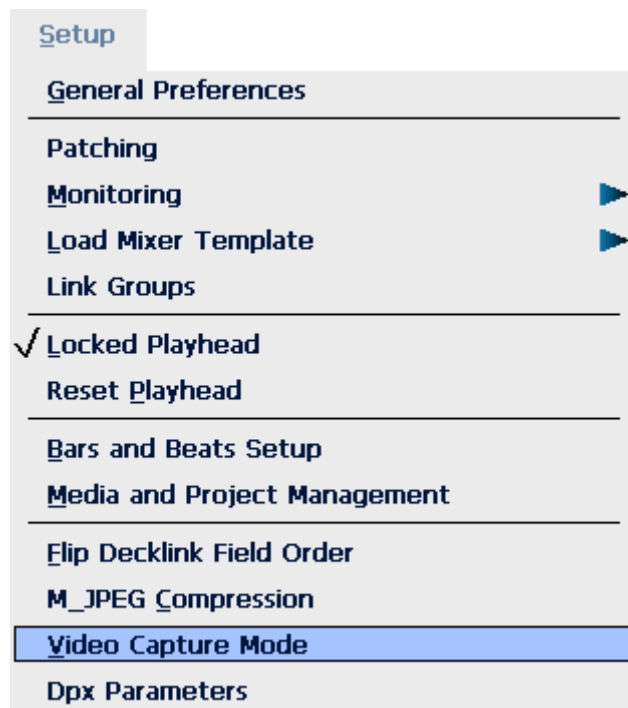 Setup
General Preferences
Patching
Monitoring
Load Mixer Template
Link Groups
Locked Playhead
Reset Playhead
Bars and Beats Setup
Media and Project Management
Flip Decklink Field Order
M_JPEG Compression
Video Capture Mode
Dpx Parameters